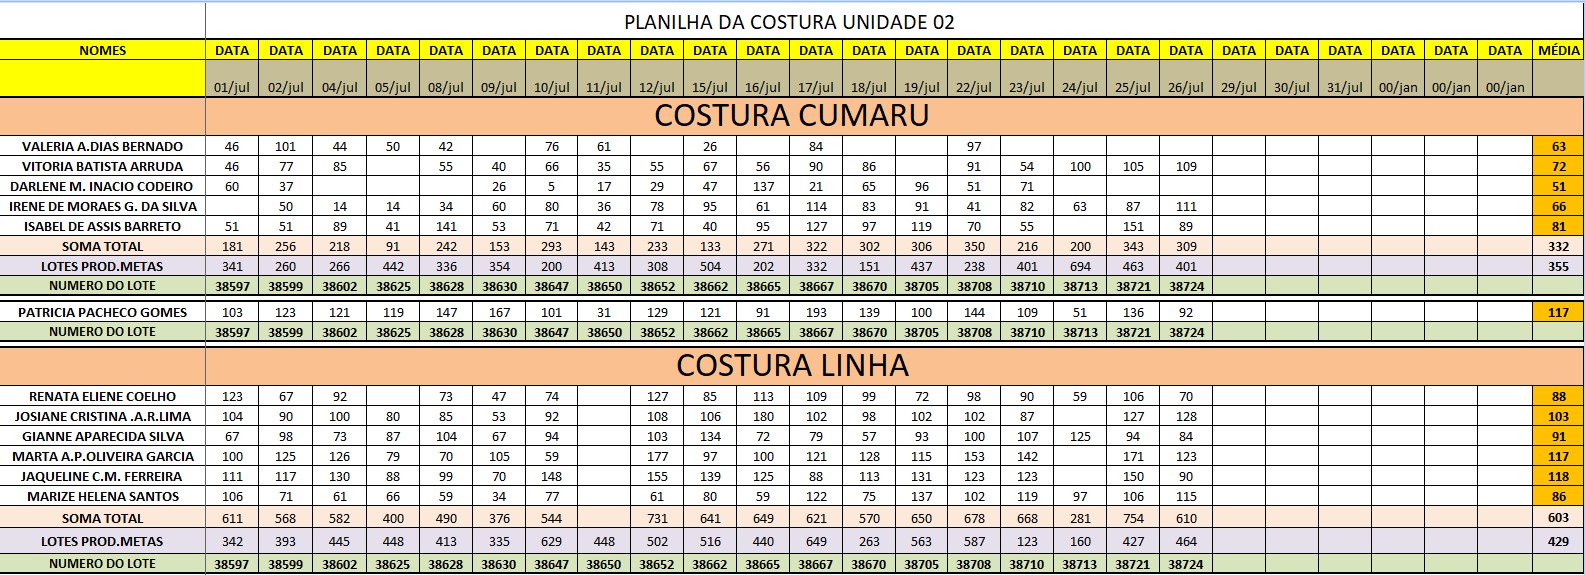 PLANILHA DA COSTURA UNIDADE 02
NOMES DATA DATA DATA DATA DATA DATA DATA DATA DATA DATA DATA DATA DATA DATA DATA DATA DATA DATA DATA DATA DATA DATA DATA DATA DATA MÉDIA
01/jul 02/jul 04/jul 05/jul 08/jul 09/jul 10/jul 11/jul 12/jul 15/jul 16/jul 17/jul 18/jul 19/jul 22/jul 23/jul 24/jul 25/jul 26/jul 29/jul 30/jul 31/jul 00/jan 00/jan 00/jan
COSTURA CUMARU
VALERIA A.DIAS BERNADO 46 101 44 50 42 76 61 26 84 97 63
VITORIA BATISTA ARRUDA 46 77 85 55 40 66 35 55 67 56 90 86 91 54 100 105 109 72
DARLENE M. INACIO CODEIRO 60 37 26 5 17 29 47 137 21 65 96 51 71 51
IRENE DE MORAES G. DA SILVA 50 14 14 34 60 80 36 78 95 61 114 83 91 41 82 63 87 111 66
ISABEL DE ASSIS BARRETO 51 51 89 41 141 53 71 42 71 40 95 127 97 119 70 55 151 89 81
SOMA TOTAL 181 256 218 91 242 153 293 143 233 133 271 322 302 306 350 216 200 343 309 332
LOTES PROD.METAS 341 260 266 442 336 354 200 413 308 504 202 332 151 437 238 401 694 463 401 355
NUMERO DO LOTE 38597 38599 38602 38625 38628 38630 38647 38650 38652 38662 38665 38667 38670 38705 38708 38710 38713 38721 38724
PATRICIA PACHECO GOMES 103 123 121 119 147 167 101 31 129 121 91 193 139 100 144 109 51 136 92 117
NUMERO DO LOTE 38597 38599 38602 38625 38628 38630 38647 38650 38652 38662 38665 38667 38670 38705 38708 38710 38713 38721 38724
COSTURA LINHA
RENATA ELIENE COELHO 123 67 92 73 47 74 127 85 113 109 99 72 98 90 59 106 70 88
JOSIANE CRISTINA .A.R.LIMA 104 90 100 80 85 53 92 108 106 180 102 98 102 102 87 127 128 103
GIANNE APARECIDA SILVA 67 98 73 87 104 67 94 103 134 72 79 57 93 100 107 125 94 84 91
MARTA A.P.OLIVEIRA GARCIA 100 125 126 79 70 105 59 177 97 100 121 128 115 153 142 171 123 117
JAQUELINE C.M. FERREIRA 111 117 130 88 99 70 148 155 139 125 88 113 131 123 123 150 90 118
MARIZE HELENA SANTOS 106 71 61 66 59 34 77 61 80 59 122 75 137 102 119 97 106 115 86
SOMA TOTAL 611 568 582 400 490 376 544 731 641 649 621 570 650 678 668 281 754 610 603
LOTES PROD.METAS 342 393 445 448 413 335 629 448 502 516 440 649 263 563 587 123 160 427 464 429
NUMERO DO LOTE 38597 38599 38602 38625 38628 38630 38647 38650 38652 38662 38665 38667 38670 38705 38708 38710 38713 38721 38724